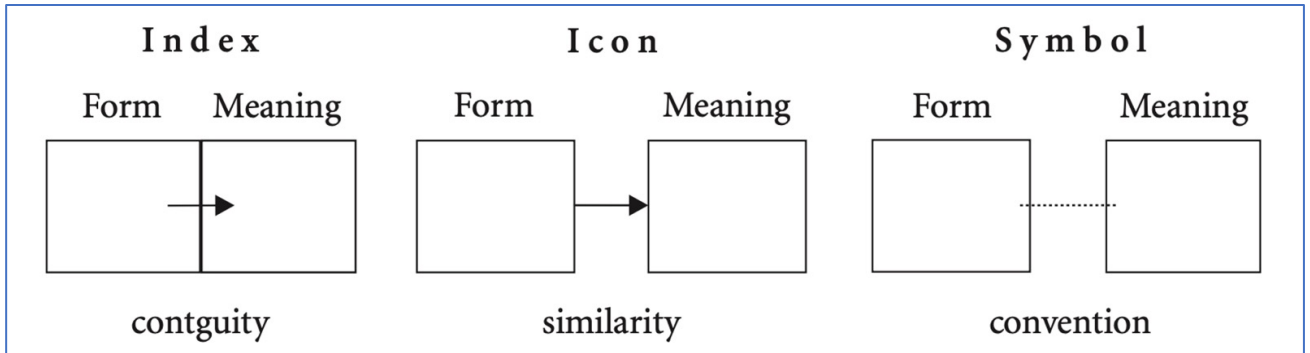 Index Icon Symbol
Form Meaning Form Meaning Form Meaning
contguity similarity convention